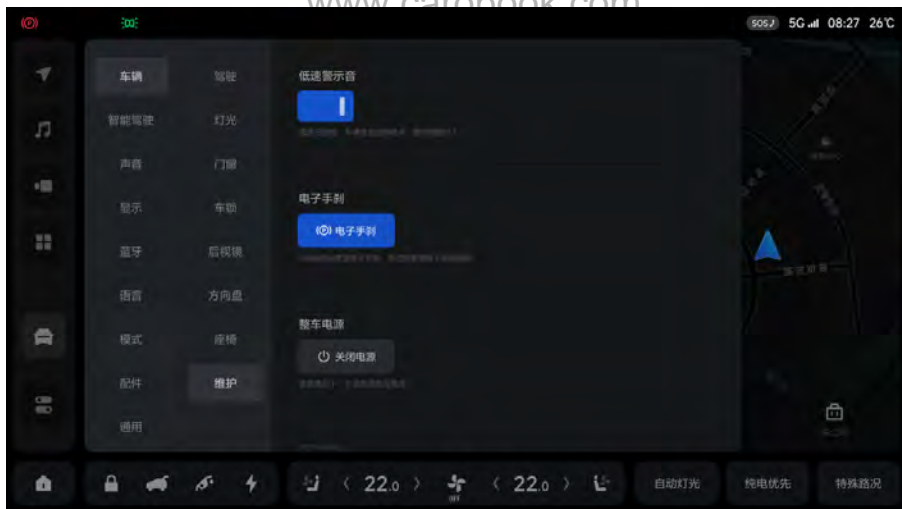 www.carobook.com
SOS 5G 08:27 26℃
车辆
智能驾驶
声音
显示
蓝牙
语言
模式
配件
通用
驾驶
灯光
门窗
车锁
后视镜
方向盘
座椅
维护
低速警示音
电子手刹
(P) 电子手刹
整车电源
关闭电源
22.0
OFF
22.0
自动灯光
纯电优先
特殊路况